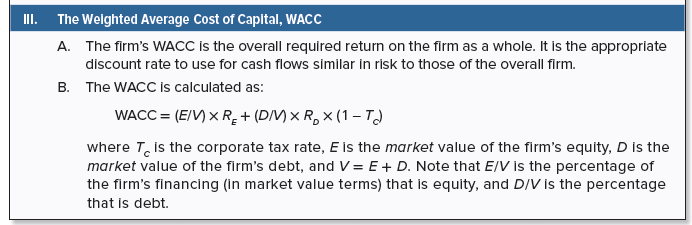 III. The Weighted Average Cost of Capital, WACC
A. The firm's WACC is the overall required return on the firm as a whole. It is the appropriate
discount rate to use for cash flows similar in risk to those of the overall firm.
B. The WACC is calculated as:
WACC = (E/V) × R_E + (D/V) × R_D × (1 − T_C)
where T_C is the corporate tax rate, E is the market value of the firm's equity, D is the
market value of the firm's debt, and V = E + D. Note that E/V is the percentage of
the firm's financing (in market value terms) that is equity, and D/V is the percentage
that is debt.